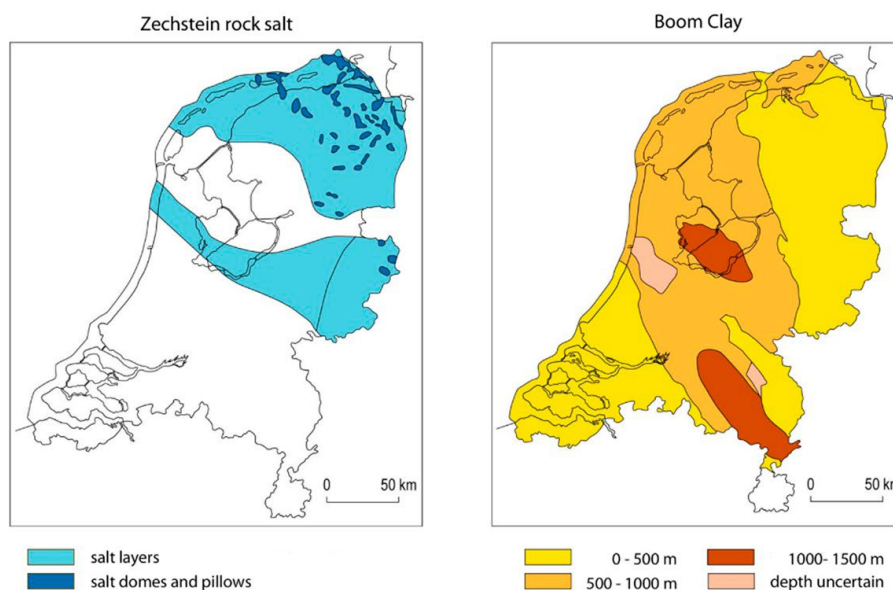 Zechstein rock salt
Boom Clay
0 50 km
0 50 km
salt layers
salt domes and pillows
0 - 500 m
500 - 1000 m
1000- 1500 m
depth uncertain